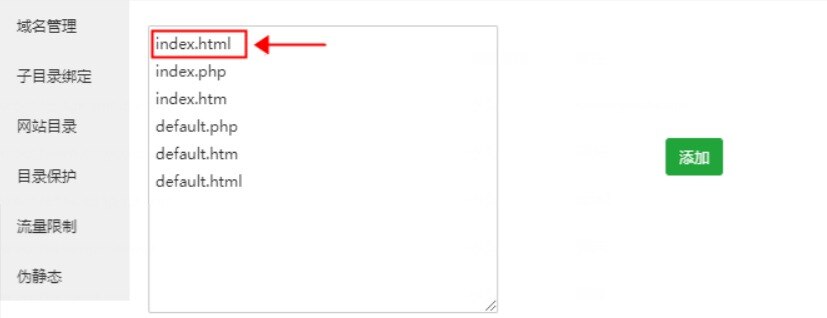 域名管理
子目录绑定
网站目录
目录保护
流量限制
伪静态
index.html
index.php
index.htm
default.php
default.htm
default.html
添加